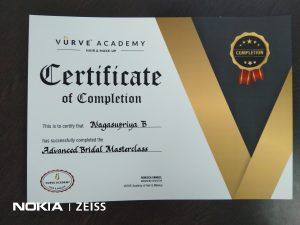 VURVE ACADEMY
HAIR & MAKE-UP
COMPLETION
Certificate
of Completion
This is to certify that Nagasupriya B
has successfully completed the
Advanced Bridal Masterclass
NOKIA | ZEISS